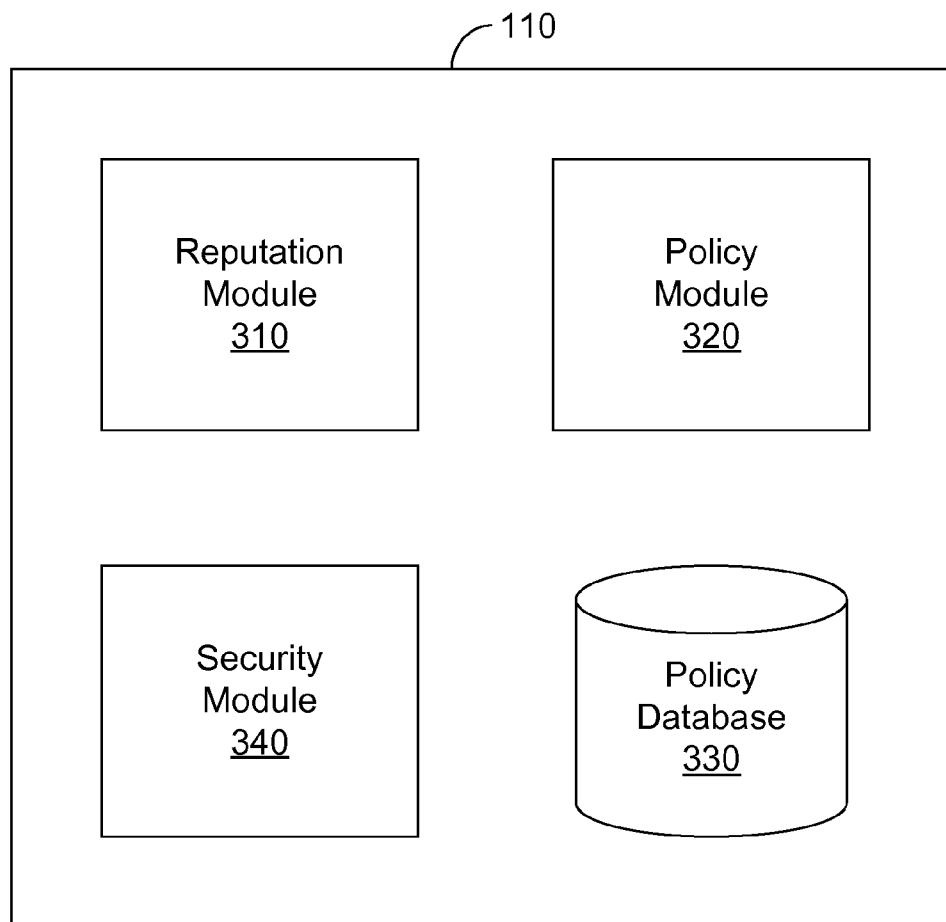 110
Reputation
Module
310
Policy
Module
320
Security
Module
340
Policy
Database
330